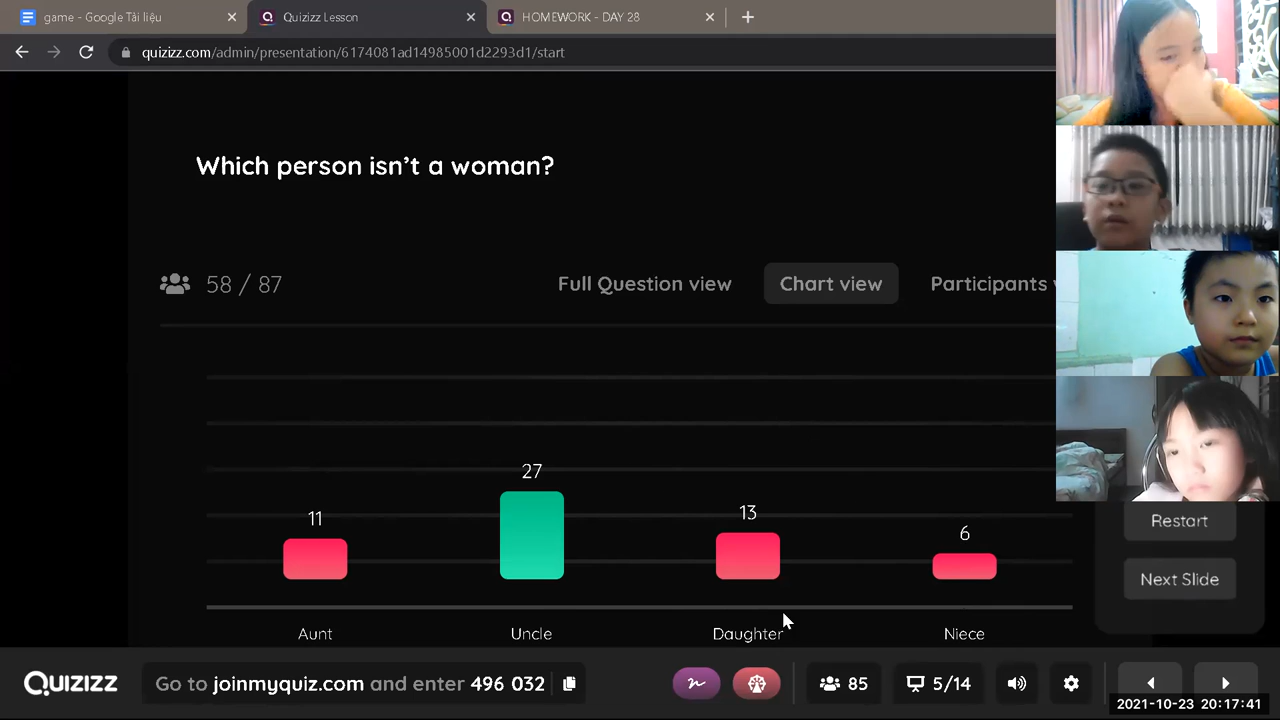 game - Google Tài liệu
Quizizz Lesson
HOMEWORK - DAY 28
quizizz.com/admin/presentation/6174081ad14985001d2293d1/start
Which person isn't a woman?
58 / 87
Full Question view
Chart view
Participants
11
27
13
6
Aunt
Uncle
Daughter
Niece
Restart
Next Slide
Quizizz
Go to joinmyquiz.com and enter 496 032
85
5/14
2021-10-23 20:17:41